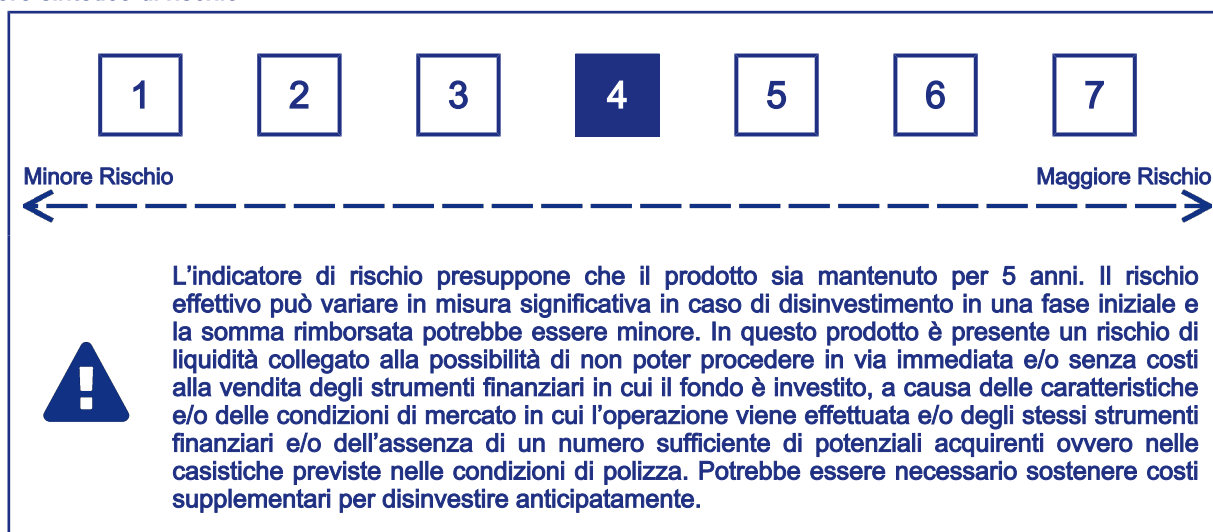 1 2 3 4 5 6 7
Minore Rischio Maggiore Rischio
L’indicatore di rischio presuppone che il prodotto sia mantenuto per 5 anni. Il rischio
effettivo può variare in misura significativa in caso di disinvestimento in una fase iniziale e
la somma rimborsata potrebbe essere minore. In questo prodotto è presente un rischio di
liquidità collegato alla possibilità di non poter procedere in via immediata e/o senza costi
alla vendita degli strumenti finanziari in cui il fondo è investito, a causa delle caratteristiche
e/o delle condizioni di mercato in cui l’operazione viene effettuata e/o degli stessi strumenti
finanziari e/o dell’assenza di un numero sufficiente di potenziali acquirenti ovvero nelle
casistiche previste nelle condizioni di polizza. Potrebbe essere necessario sostenere costi
supplementari per disinvestire anticipatamente.